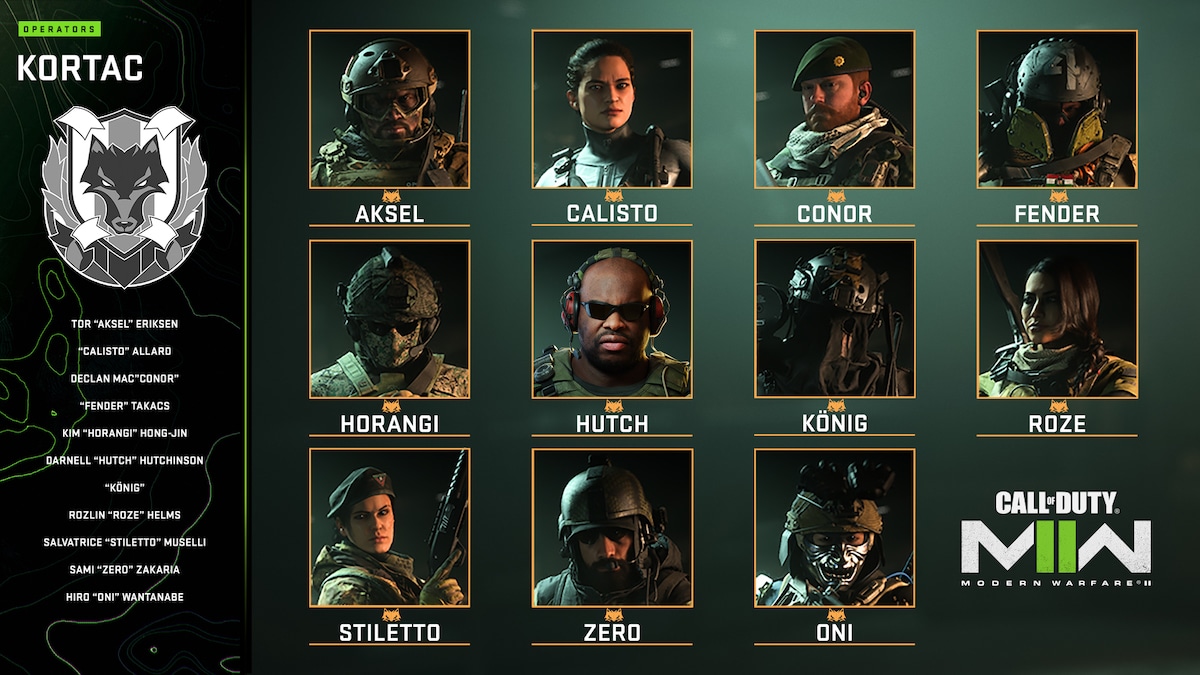 OPERATORS
KORTAC
TOR “AKSEL” ERIKSEN
“CALISTO” ALLARD
DECLAN MAC”CONOR”
“FENDER” TAKACS
KIM “HORANGI” HONG-JIN
DARNELL “HUTCH” HUTCHINSON
“KÖNIG”
ROZLIN “ROZE” HELMS
SALVATRICE “STILETTO” MUSELLI
SAMI “ZERO” ZAKARIA
HIRO “ONI” WANTANABE
AKSEL
CALISTO
CONOR
FENDER
HORANGI
HUTCH
KÖNIG
ROZE
STILETTO
ZERO
ONI
CALL OF DUTY®
MIIW
MODERN WARFARE® II